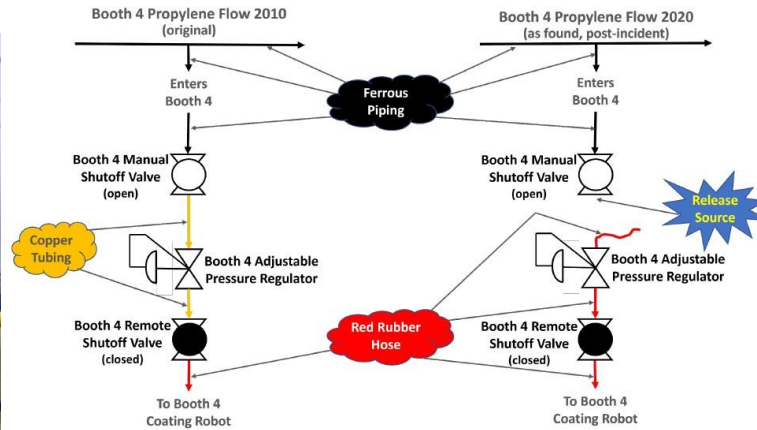 Booth 4 Propylene Flow 2010
(original)
Enters
Booth 4
Booth 4 Manual
Shutoff Valve
(open)
Copper
Tubing
Booth 4 Adjustable
Pressure Regulator
Booth 4 Remote
Shutoff Valve
(closed)
To Booth 4
Coating Robot
Ferrous
Piping
Red Rubber
Hose
Booth 4 Propylene Flow 2020
(as found, post-incident)
Enters
Booth 4
Booth 4 Manual
Shutoff Valve
(open)
Release
Source
Booth 4 Adjustable
Pressure Regulator
Booth 4 Remote
Shutoff Valve
(closed)
To Booth 4
Coating Robot